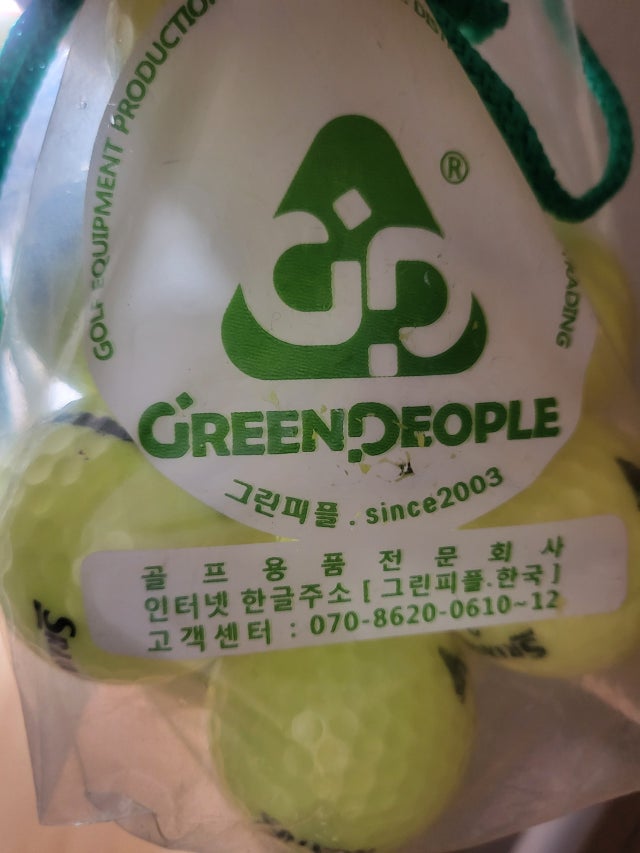 GOLF EQUIPMENT PRODUCTION
TRADING
®
GP
GREENPEOPLE
그린피플.since2003
골프용품전문회사
인터넷 한글주소 [그린피플.한국]
고객센터 : 070-8620-0610~12